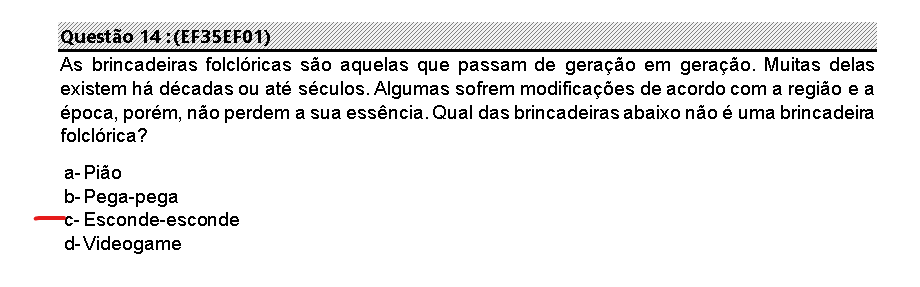 Questão 14 : (EF35EF01)
As brincadeiras folclóricas são aquelas que passam de geração em geração. Muitas delas
existem há décadas ou até séculos. Algumas sofrem modificações de acordo com a região e a
época, porém, não perdem a sua essência. Qual das brincadeiras abaixo não é uma brincadeira
folclórica?
a- Pião
b- Pega-pega
c- Esconde-esconde
d- Videogame